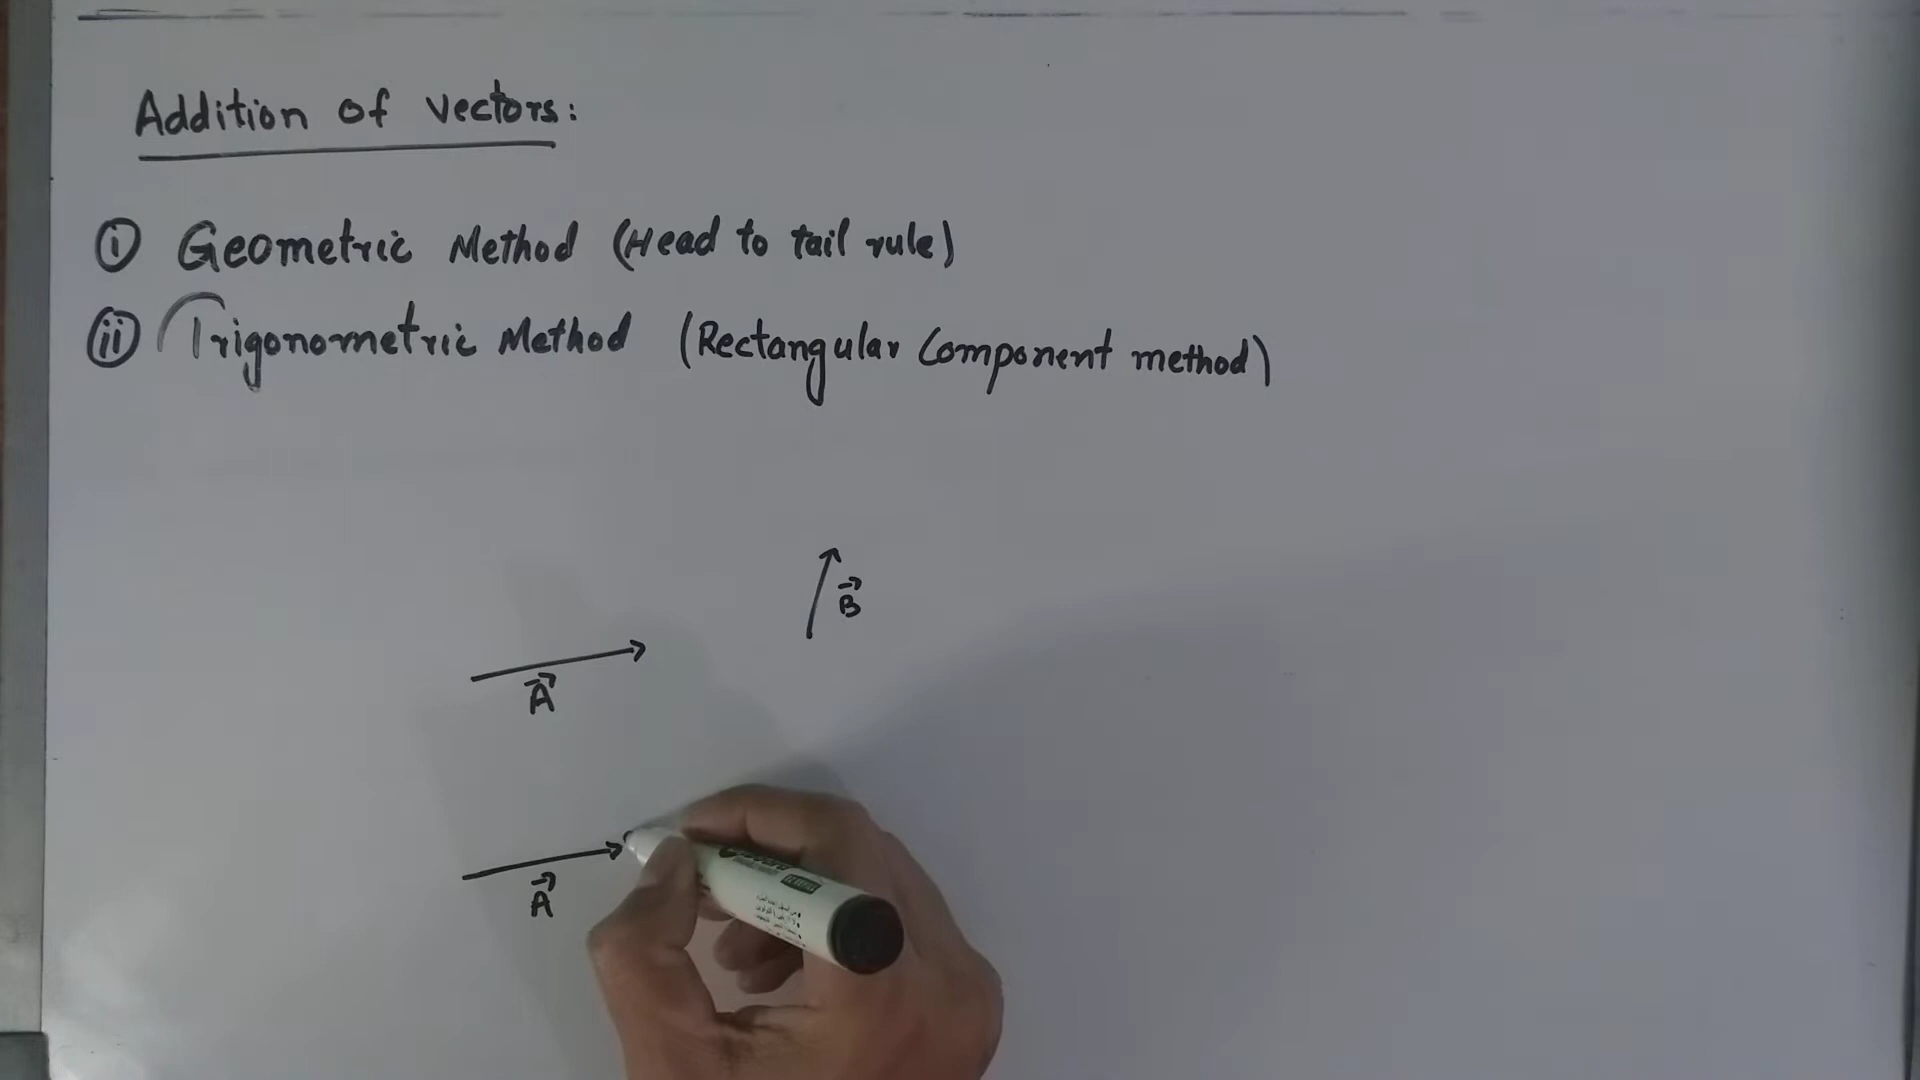 Addition of vectors:
i Geometric Method (Head to tail rule)
ii Trigonometric Method (Rectangular Component method)
B⃗
A⃗
A⃗